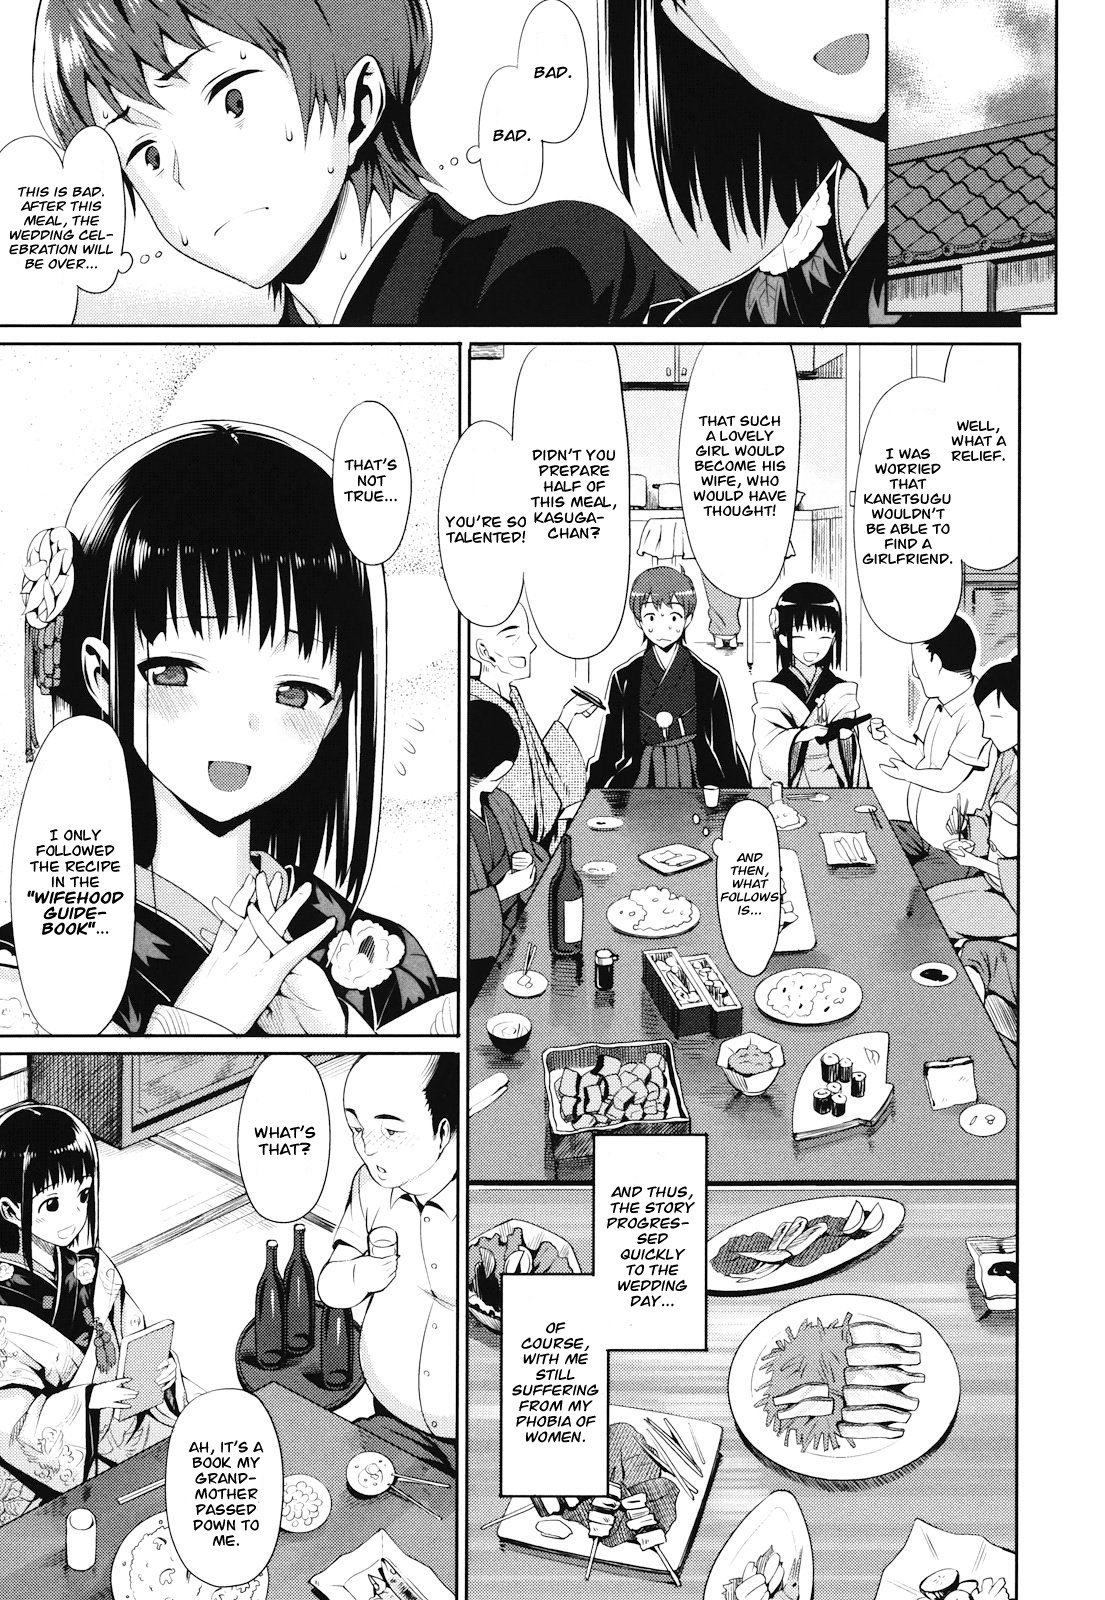 BAD.
BAD.
THIS IS BAD.
AFTER THIS
MEAL, THE
WEDDING CEL-
EBRATION WILL
BE OVER...
WELL,
WHAT A
RELIEF.
I WAS
WORRIED
THAT
KANETSUGU
WOULDN'T
BE ABLE TO
FIND A
GIRLFRIEND.
THAT SUCH
A LOVELY
GIRL WOULD
BECOME HIS
WIFE, WHO
WOULD HAVE
THOUGHT!
DIDN'T YOU
PREPARE
HALF OF
THIS MEAL,
KASUGA-
CHAN?
YOU'RE SO
TALENTED!
AND
THEN, WHAT
FOLLOWS
IS...
THAT'S
NOT
TRUE...
I ONLY
FOLLOWED
THE RECIPE
IN THE
"WIFEHOOD
GUIDE-
BOOK"...
AND THUS,
THE STORY
PROGRES-
SED
QUICKLY
TO THE
WEDDING
DAY...
OF
COURSE,
WITH ME
STILL
SUFFERING
FROM MY
PHOBIA OF
WOMEN.
WHAT'S
THAT?
AH, IT'S A
BOOK MY
GRAND-
MOTHER
PASSED
DOWN TO
ME.